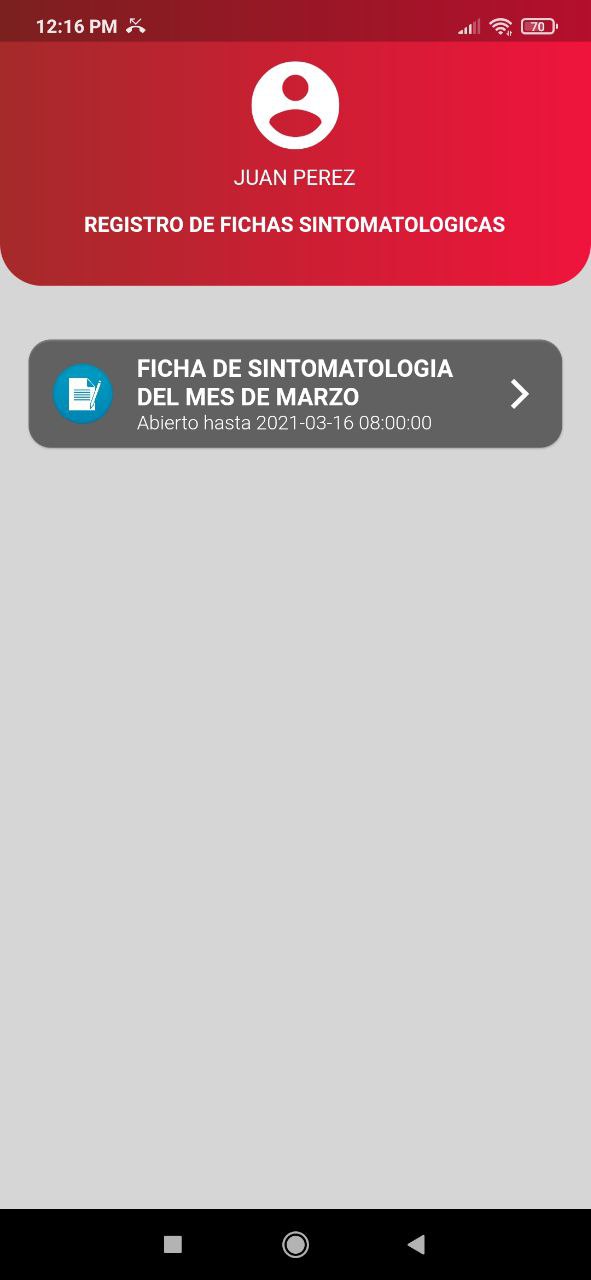 12:16 PM
70
JUAN PEREZ
REGISTRO DE FICHAS SINTOMATOLOGICAS
FICHA DE SINTOMATOLOGIA
DEL MES DE MARZO
Abierto hasta 2021-03-16 08:00:00